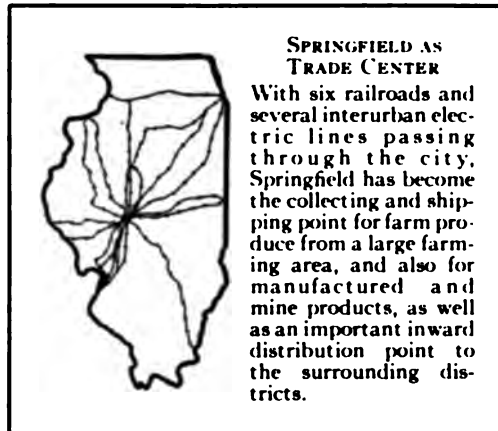 SPRINGFIELD AS
TRADE CENTER
With six railroads and
several interurban elec-
tric lines passing
through the city,
Springfield has become
the collecting and ship-
ping point for farm pro-
duce from a large farm-
ing area, and also for
manufactured and
mine products, as well
as an important inward
distribution point to
the surrounding dis-
tricts.